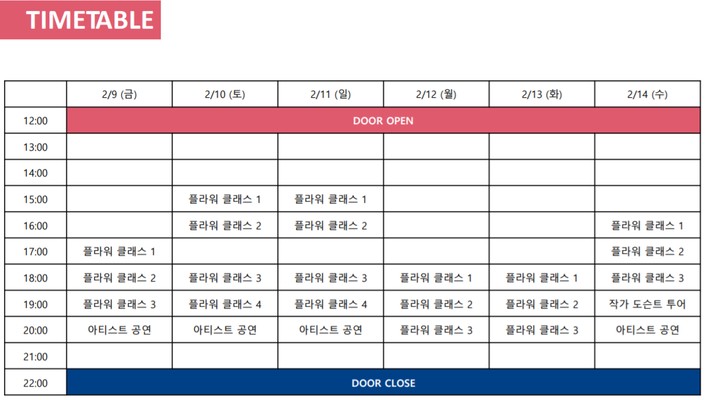 TIMETABLE
2/9 (금) 2/10 (토) 2/11 (일) 2/12 (월) 2/13 (화) 2/14 (수)
12:00 DOOR OPEN
13:00
14:00
15:00 플라워 클래스 1 플라워 클래스 1
16:00 플라워 클래스 2 플라워 클래스 2 플라워 클래스 1
17:00 플라워 클래스 1 플라워 클래스 2
18:00 플라워 클래스 2 플라워 클래스 3 플라워 클래스 3 플라워 클래스 1 플라워 클래스 1 플라워 클래스 3
19:00 플라워 클래스 3 플라워 클래스 4 플라워 클래스 4 플라워 클래스 2 플라워 클래스 2 작가 도슨트 투어
20:00 아티스트 공연 아티스트 공연 아티스트 공연 플라워 클래스 3 플라워 클래스 3 아티스트 공연
21:00
22:00 DOOR CLOSE